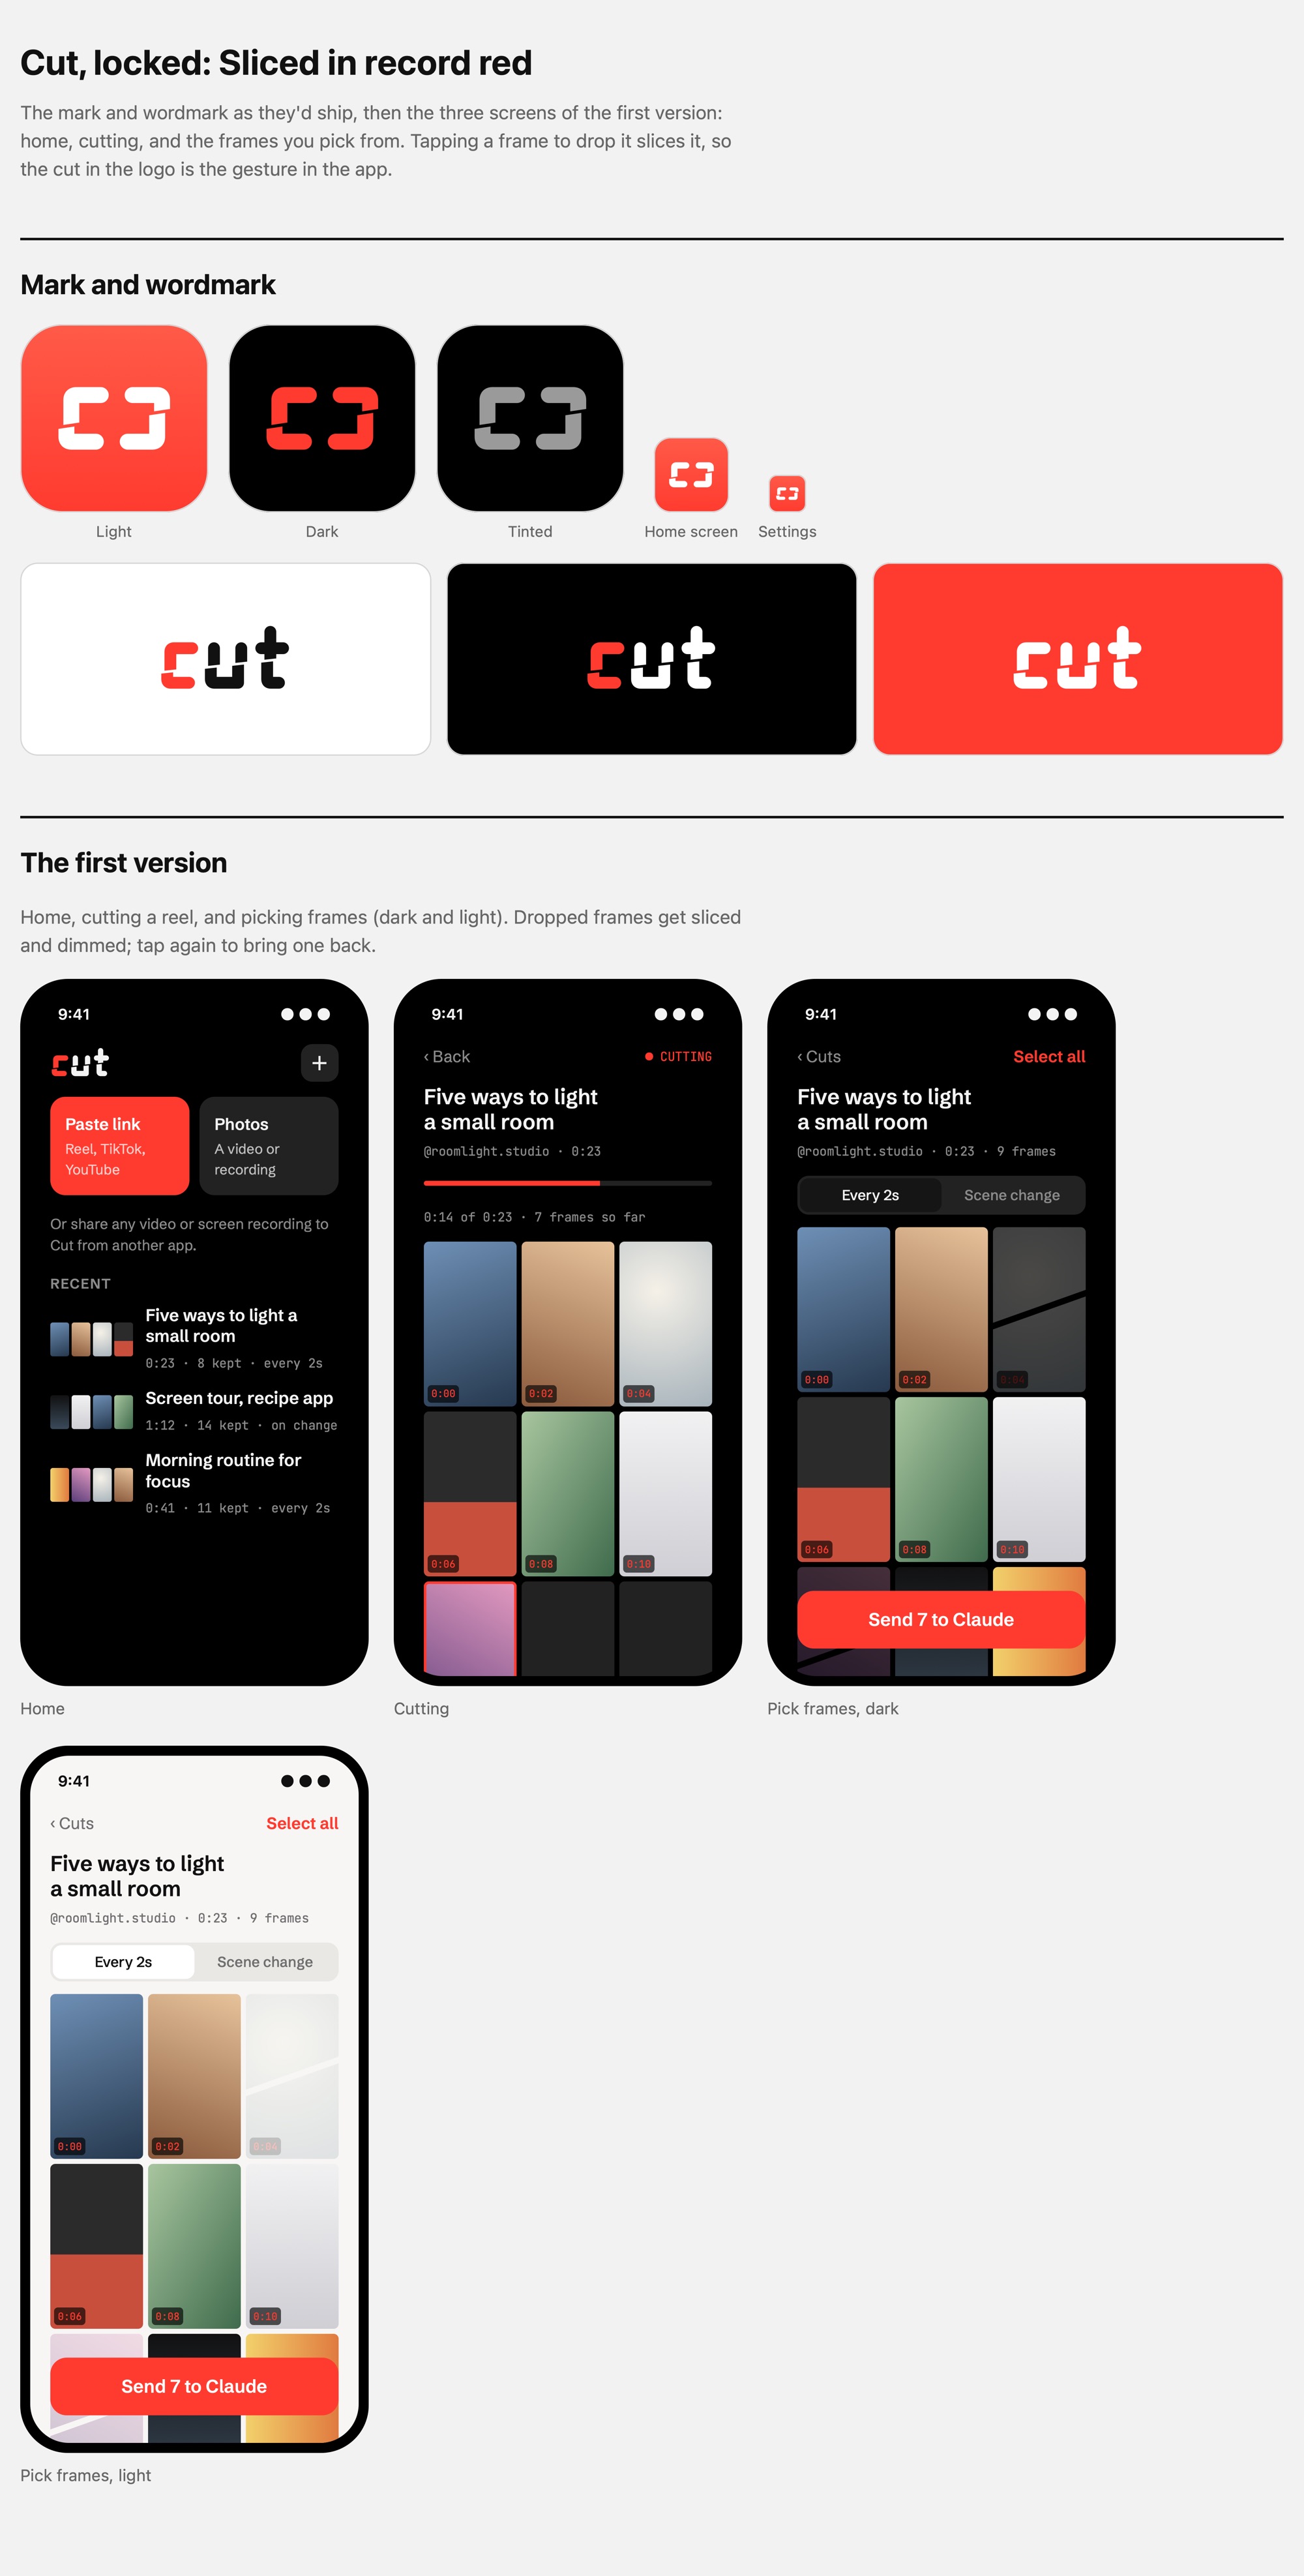 Cut, locked: Sliced in record red
The mark and wordmark as they'd ship, then the three screens of the first version:
home, cutting, and the frames you pick from. Tapping a frame to drop it slices it, so
the cut in the logo is the gesture in the app.
Mark and wordmark
Light
Dark
Tinted
Home screen
Settings
cut
cut
cut
The first version
Home, cutting a reel, and picking frames (dark and light). Dropped frames get sliced
and dimmed; tap again to bring one back.
9:41
cut
+
Paste link
Reel, TikTok,
YouTube
Photos
A video or
recording
Or share any video or screen recording to
Cut from another app.
RECENT
Five ways to light a
small room
0:23 · 8 kept · every 2s
Screen tour, recipe app
1:12 · 14 kept · on change
Morning routine for
focus
0:41 · 11 kept · every 2s
Home
9:41
‹ Back
CUTTING
Five ways to light
a small room
@roomlight.studio · 0:23
0:14 of 0:23 · 7 frames so far
0:00
0:02
0:04
0:06
0:08
0:10
Cutting
9:41
‹ Cuts
Select all
Five ways to light
a small room
@roomlight.studio · 0:23 · 9 frames
Every 2s
Scene change
0:00
0:02
0:04
0:06
0:08
0:10
Send 7 to Claude
Pick frames, dark
9:41
‹ Cuts
Select all
Five ways to light
a small room
@roomlight.studio · 0:23 · 9 frames
Every 2s
Scene change
0:00
0:02
0:04
0:06
0:08
0:10
Send 7 to Claude
Pick frames, light